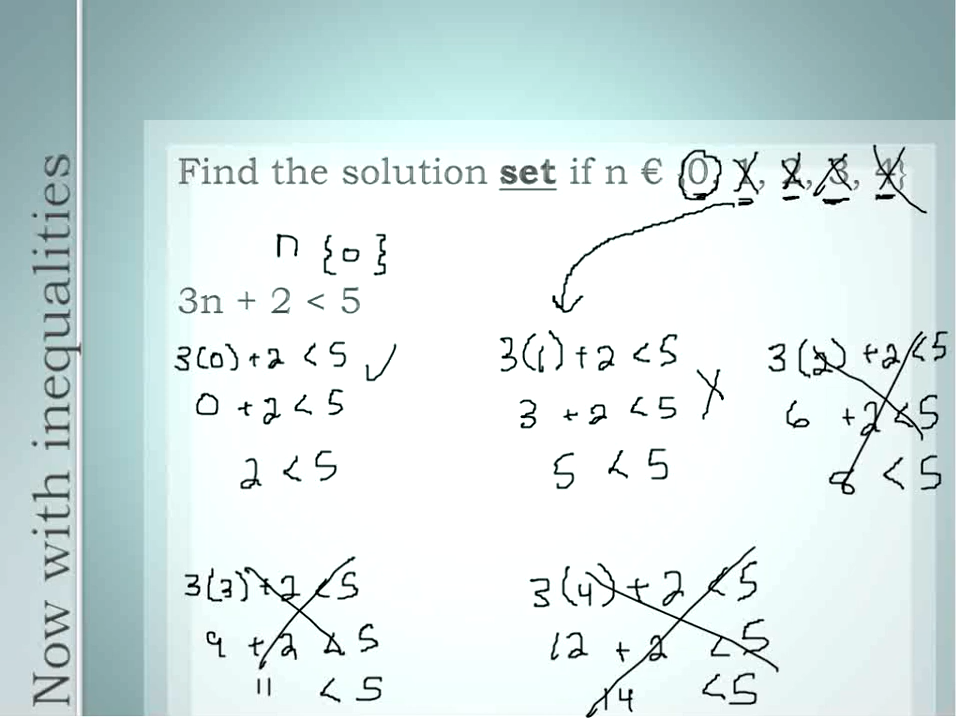 Now with inequalities
Find the solution set if n € {0, 1, 2, 3, 4}
n {0}
3n + 2 < 5
3(0) + 2 < 5 ✓
0 + 2 < 5
2 < 5
3(1) + 2 < 5
3 + 2 < 5 X
5 < 5
3(2) + 2 < 5
6 + 2 < 5
8 < 5
3(3) + 2 < 5
9 + 2 < 5
11 < 5
3(4) + 2 < 5
12 + 2 < 5
14 < 5